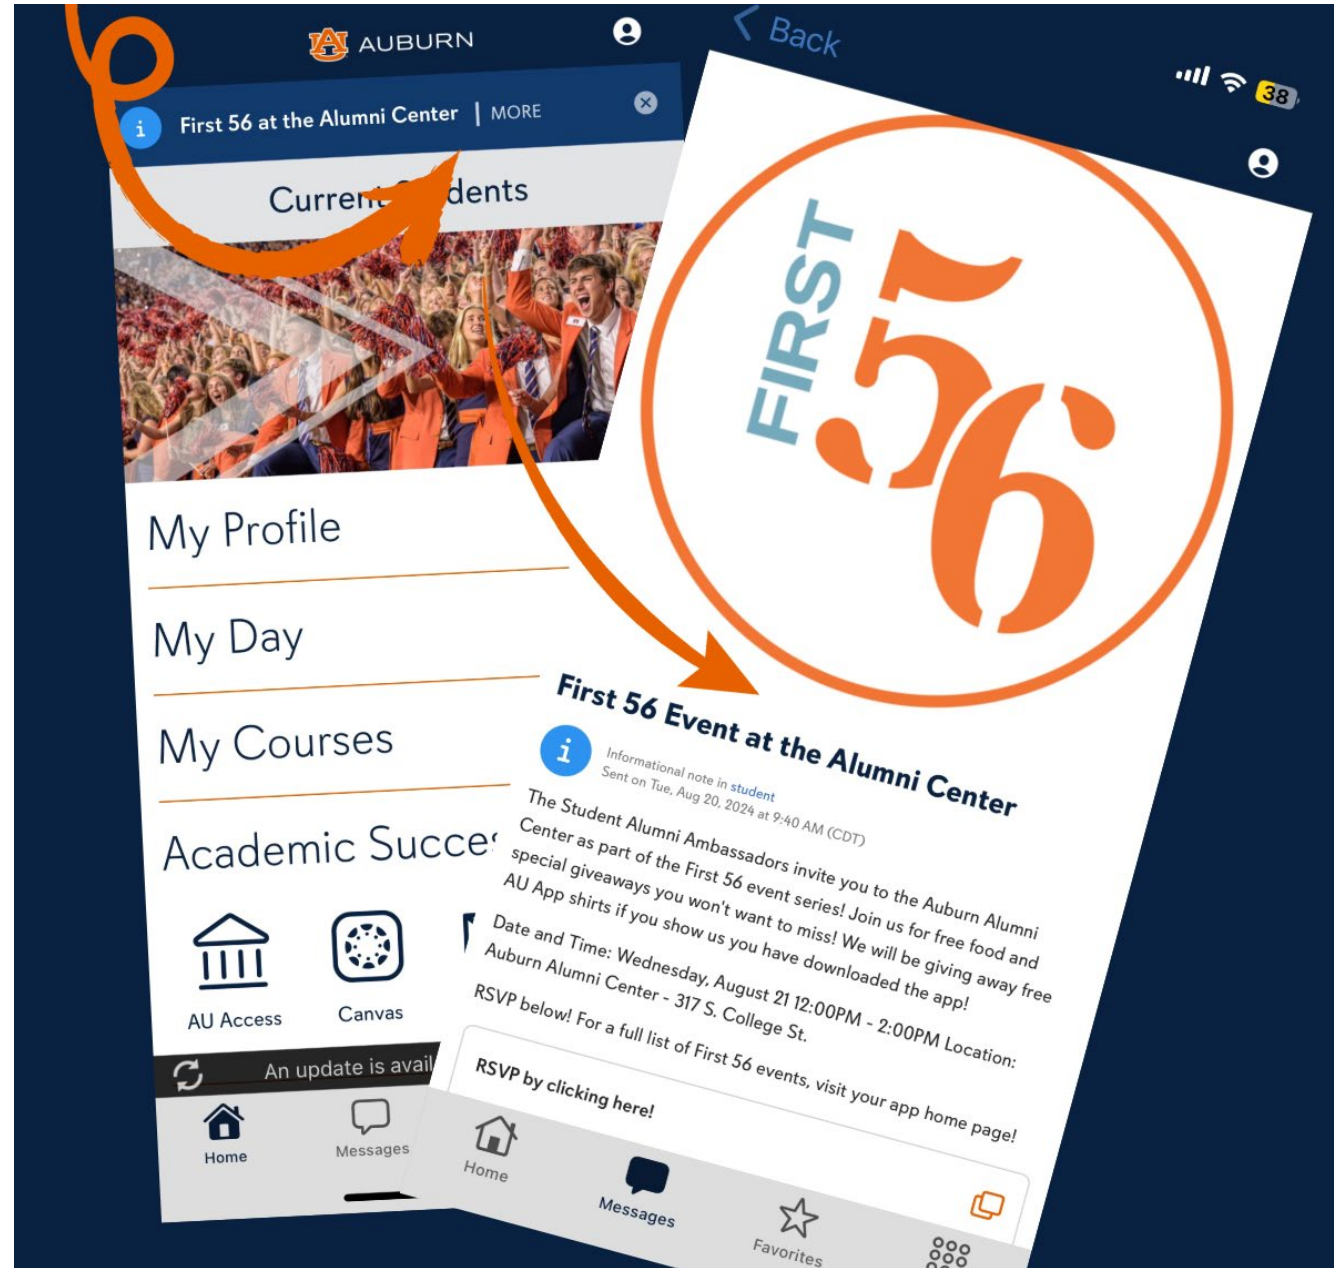 AUBURN
First 56 at the Alumni Center | MORE
Current
dents
My Profile
My Day
My Courses
Academic
AU Access
Canvas
An update is
Home
Messages
Back
38
FIRST
56
First 56 Event at the Alumni Center
Informational note in student
Sent on Tue, Aug 20, 2024 at 9:40 AM (CDT)
The Student Alumni Ambassadors invite you to the Auburn Alumni
Center as part of the First 56 event series! Join us for free food and
special giveaways you won't want to miss! We will be giving away free
AU App shirts if you show us you have downloaded the app!
Date and Time: Wednesday, August 21 12:00PM - 2:00PM Location:
Auburn Alumni Center - 317 S. College St.
RSVP below! For a full list of First 56 events, visit your app home page!
RSVP by clicking here!
Home
Messages
Favorites